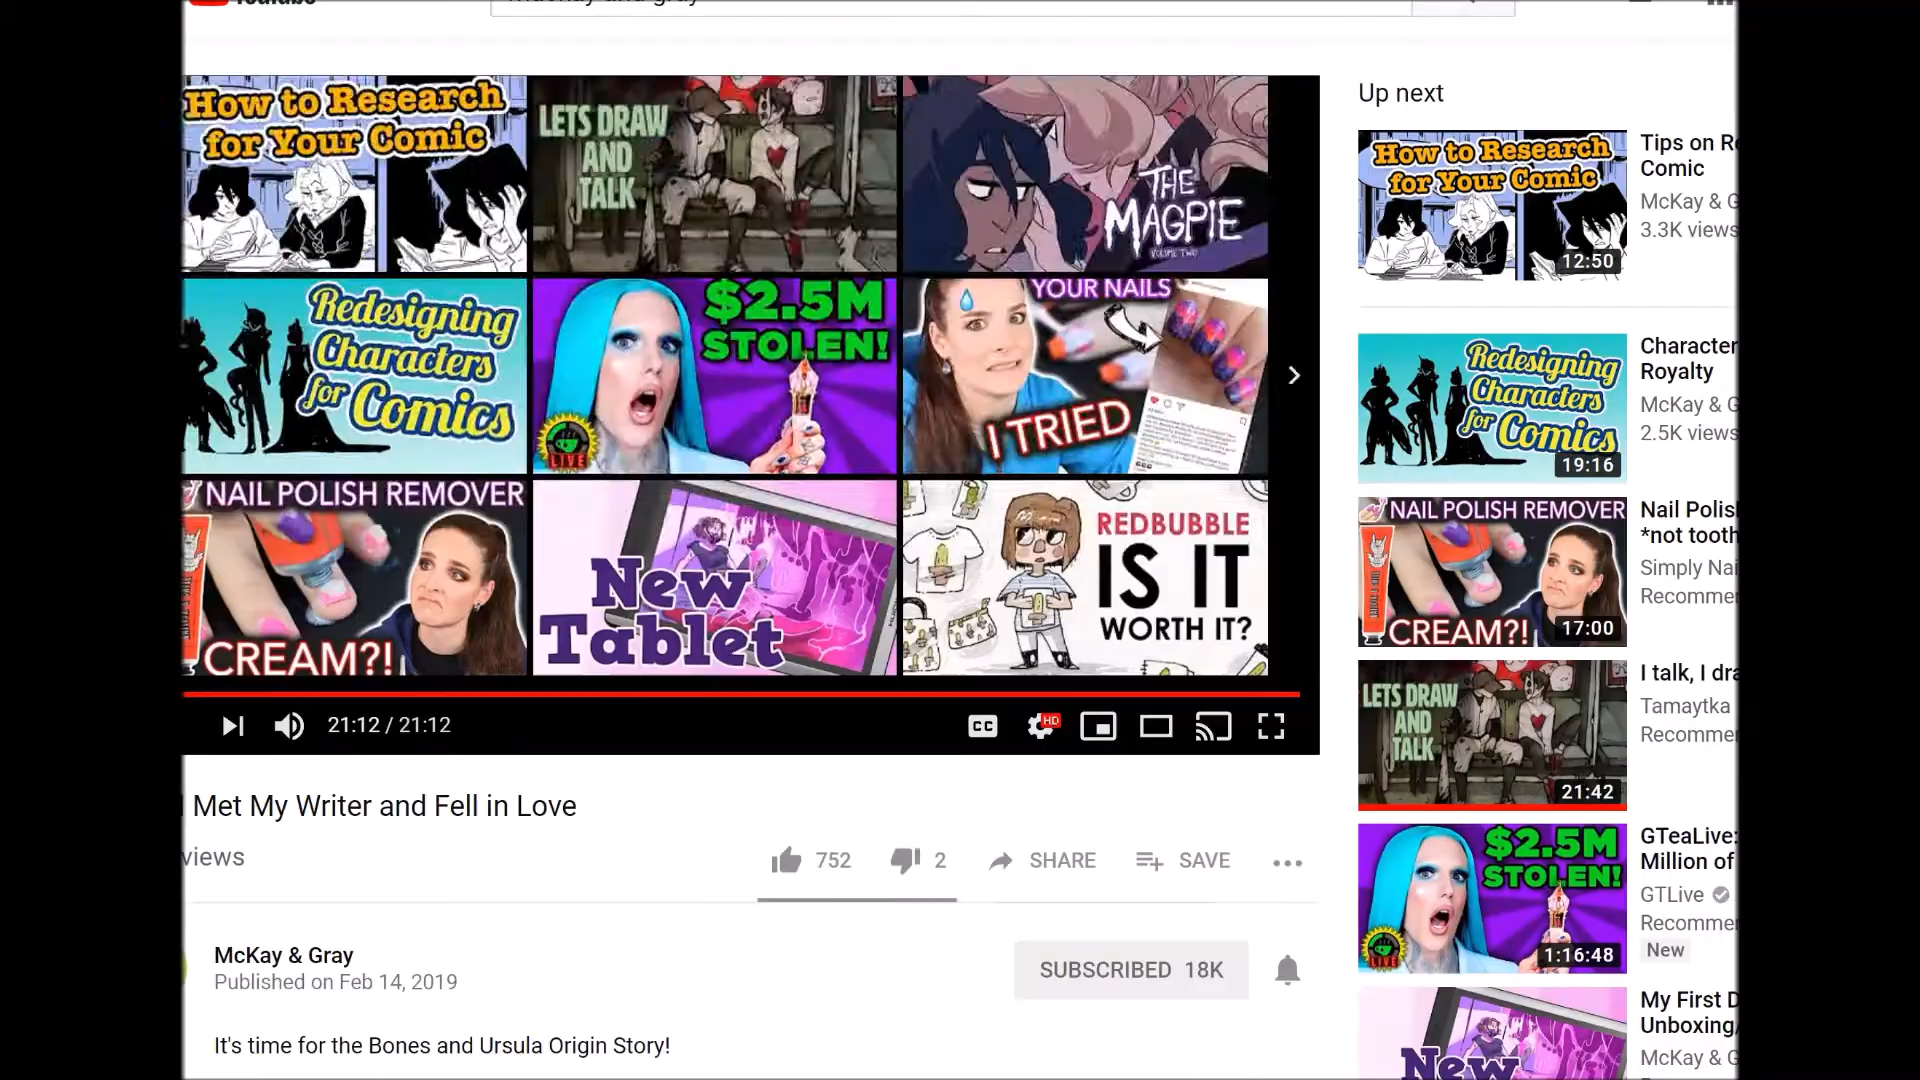 How to Research
for Your Comic
LETS DRAW
AND
TALK
THE
MAGPIE
VOLUME TWO
Redesigning
Characters
for Comics
$2.5M
STOLEN!
LIVE
YOUR NAILS
I TRIED
NAIL POLISH REMOVER
CREAM?!
New
Tablet
REDBUBBLE
IS IT
WORTH IT?
21:12 / 21:12
CC
HD
Met My Writer and Fell in Love
views
752
2
SHARE
SAVE
McKay & Gray
Published on Feb 14, 2019
SUBSCRIBED 18K
It's time for the Bones and Ursula Origin Story!
Up next
How to Research
for Your Comic
12:50
Tips on Re
Comic
McKay & G
3.3K views
Redesigning
Characters
for Comics
19:16
Character
Royalty
McKay & G
2.5K views
NAIL POLISH REMOVER
CREAM?!
17:00
Nail Polis
*not tooth
Simply Nai
Recomme
LETS DRAW
AND
TALK
21:42
I talk, I dra
Tamaytka
Recomme
$2.5M
STOLEN!
LIVE
1:16:48
GTeaLive:
Million of
GTLive
Recomme
New
New
My First D
Unboxing/
McKay & G